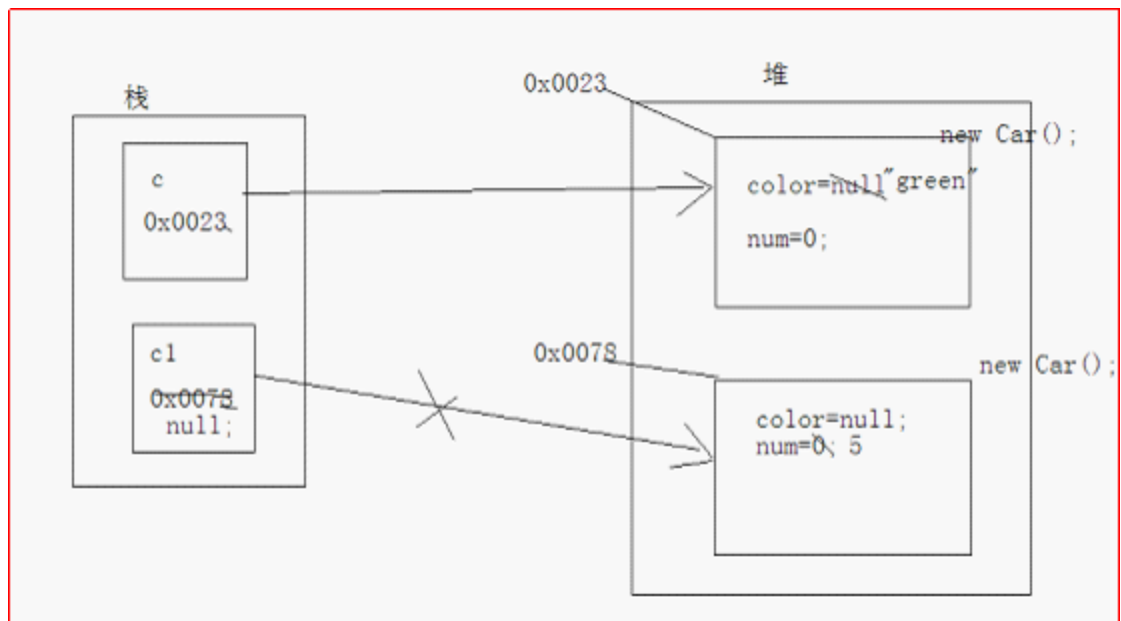 栈
c
0x0023
c1
0x0078
null;
堆
0x0023
new Car();
color=null"green"
num=0;
0x0078
new Car();
color=null;
num=0; 5